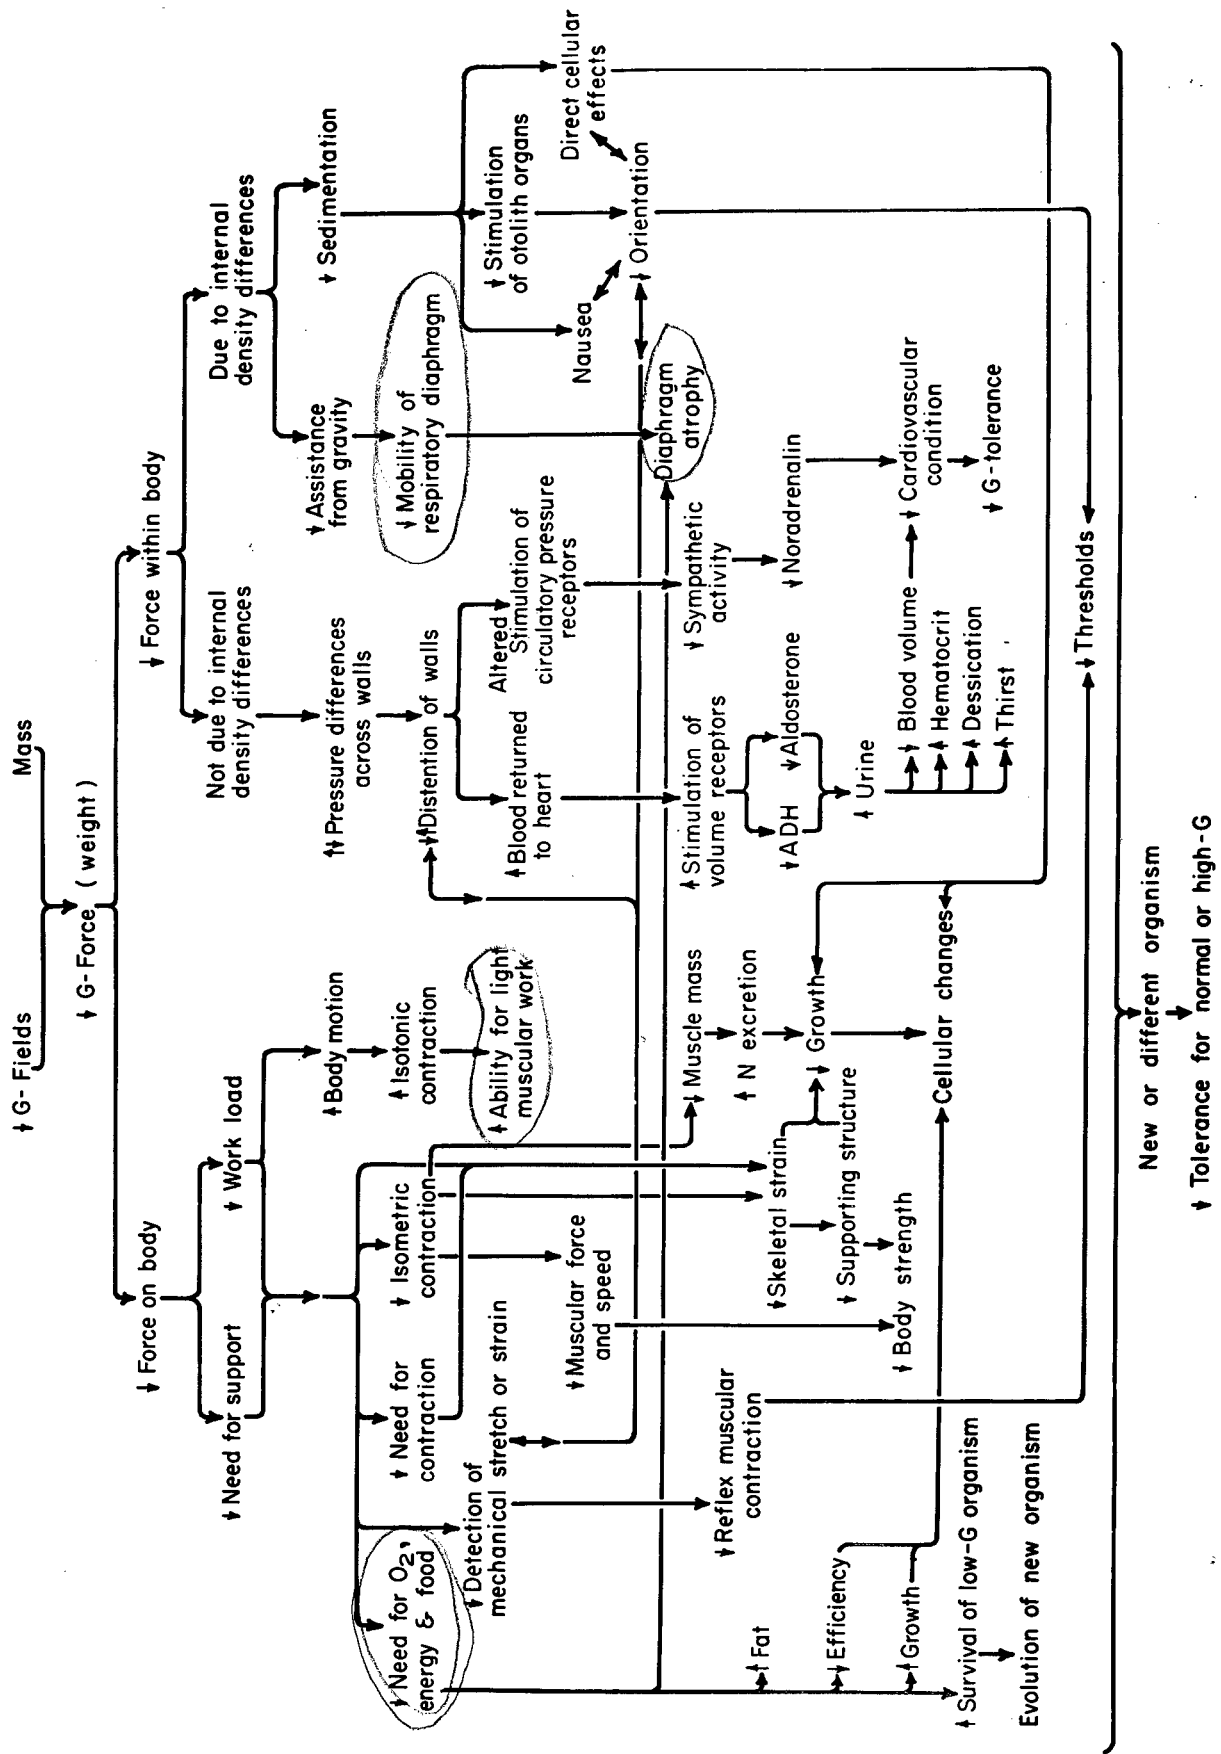 ↓ G- Fields
Mass
↓ G- Force ( weight )
↓ Force on body
↓ Force within body
↓ Need for support
↓ Work load
Not due to internal
density differences
Due to internal
density differences
↑ Body motion
↑↓ Pressure differences
across walls
↓ Assistance
from gravity
↓ Sedimentation
↓ Need for O2,
energy & food
↓ Need for
contraction
↓ Isometric
contraction
↑ Isotonic
contraction
↑↓ Distention of walls
↓ Mobility of
respiratory diaphragm
↓ Detection of
mechanical stretch or strain
↑ Ability for light
muscular work
↑ Blood returned
to heart
Altered
Stimulation of
circulatory pressure
receptors
↓ Stimulation
of otolith organs
Nausea
Direct cellular
effects
↓ Muscular force
and speed
↓ Orientation
Diaphragm
atrophy
↓ Reflex muscular
contraction
↓ Muscle mass
↑ Stimulation of
volume receptors
↓ Sympathetic
activity
↑ Fat
↑ N excretion
↓ Skeletal strain
↓ ADH
↓ Aldosterone
↓ Noradrenalin
↓ Efficiency
↓ Growth
↓ Supporting structure
↑ Urine
↑ Growth
↓ Body strength
↓ Blood volume
↑ Hematocrit
↑ Dessication
↑ Thirst
↓ Cardiovascular
condition
↓ G-tolerance
Cellular changes
↑ Survival of low-G organism
Evolution of new organism
↓ Thresholds
New or different organism
↓ Tolerance for normal or high-G